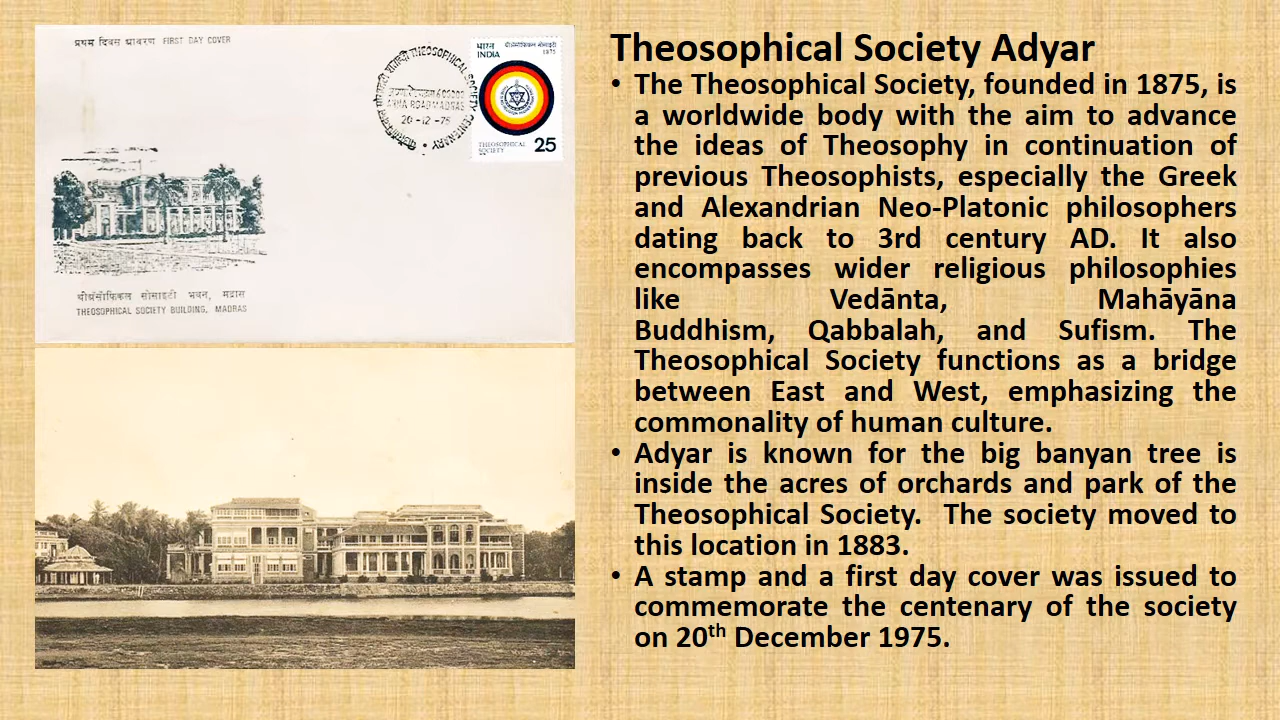 प्रथम दिवस आवरण FIRST DAY COVER
भारत
INDIA
थीओसोफिकल सोसाइटी
1975
THEOSOPHICAL
SOCIETY
25
THEOSOPHICAL SOCIETY CENTENARY
ANNA ROAD MADRAS
20-12-75
थीओसोफिकल सोसाइटी भवन, मद्रास
THEOSOPHICAL SOCIETY BUILDING, MADRAS
Theosophical Society Adyar
• The Theosophical Society, founded in 1875, is
a worldwide body with the aim to advance
the ideas of Theosophy in continuation of
previous Theosophists, especially the Greek
and Alexandrian Neo-Platonic philosophers
dating back to 3rd century AD. It also
encompasses wider religious philosophies
like Vedānta, Mahāyāna
Buddhism, Qabbalah, and Sufism. The
Theosophical Society functions as a bridge
between East and West, emphasizing the
commonality of human culture.
• Adyar is known for the big banyan tree is
inside the acres of orchards and park of the
Theosophical Society. The society moved to
this location in 1883.
• A stamp and a first day cover was issued to
commemorate the centenary of the society
on 20th December 1975.